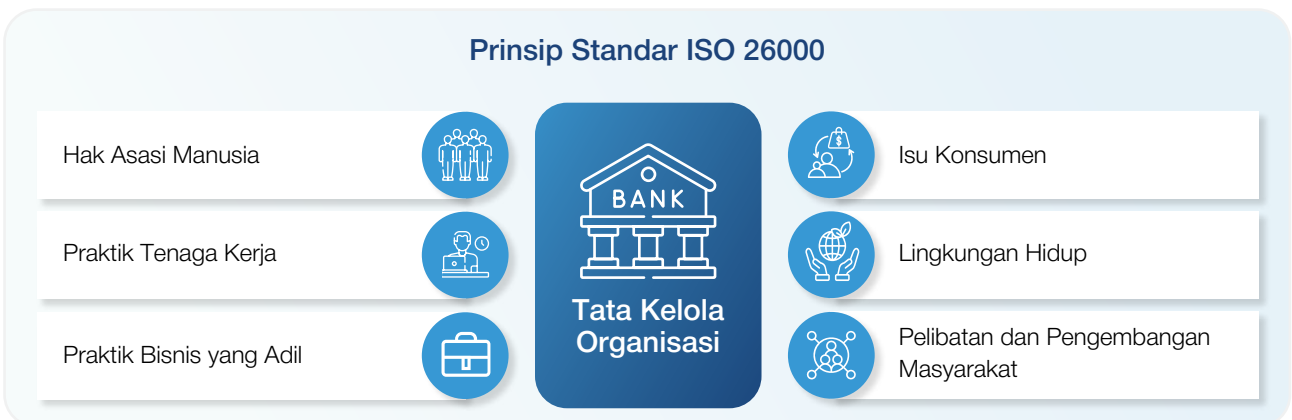 Prinsip Standar ISO 26000
Hak Asasi Manusia
Praktik Tenaga Kerja
Praktik Bisnis yang Adil
BANK
Tata Kelola
Organisasi
$
Isu Konsumen
Lingkungan Hidup
Pelibatan dan Pengembangan
Masyarakat